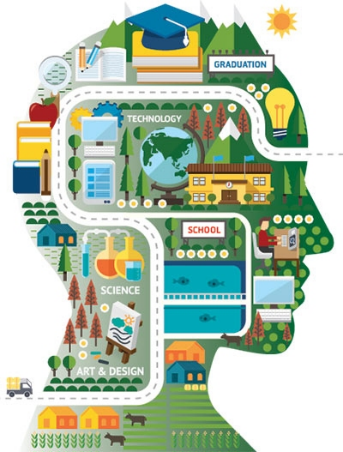 GRADUATION
TECHNOLOGY
SCHOOL
SCIENCE
ART & DESIGN